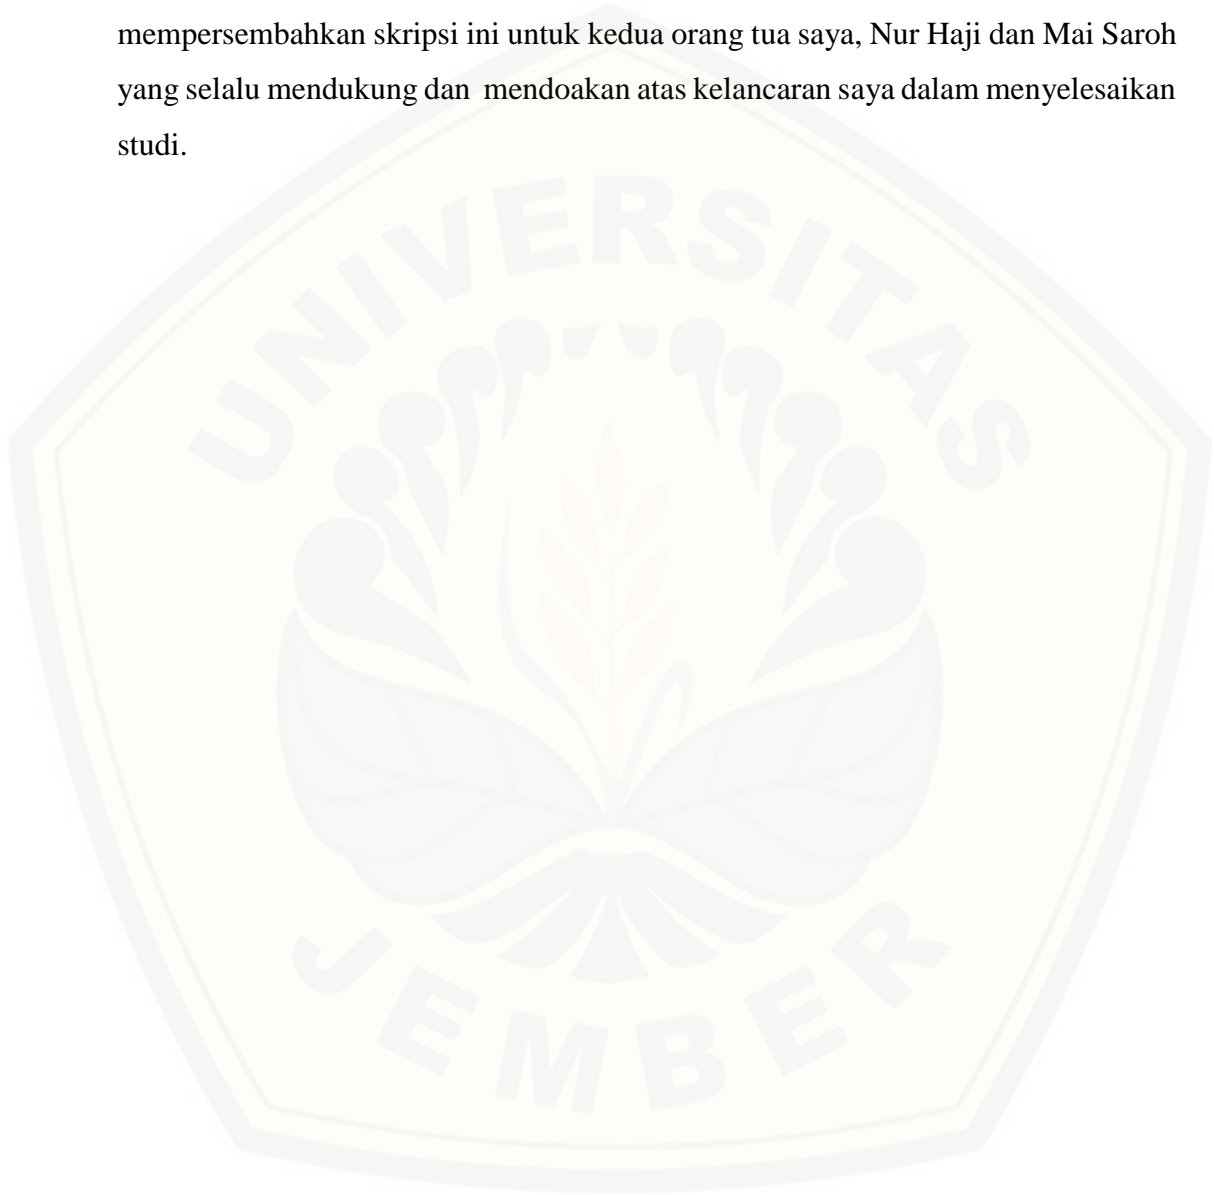 mempersembahkan skripsi ini untuk kedua orang tua saya, Nur Haji dan Mai Saroh
yang selalu mendukung dan  mendoakan atas kelancaran saya dalam menyelesaikan
studi.
UNIVERSITAS
JEMBER